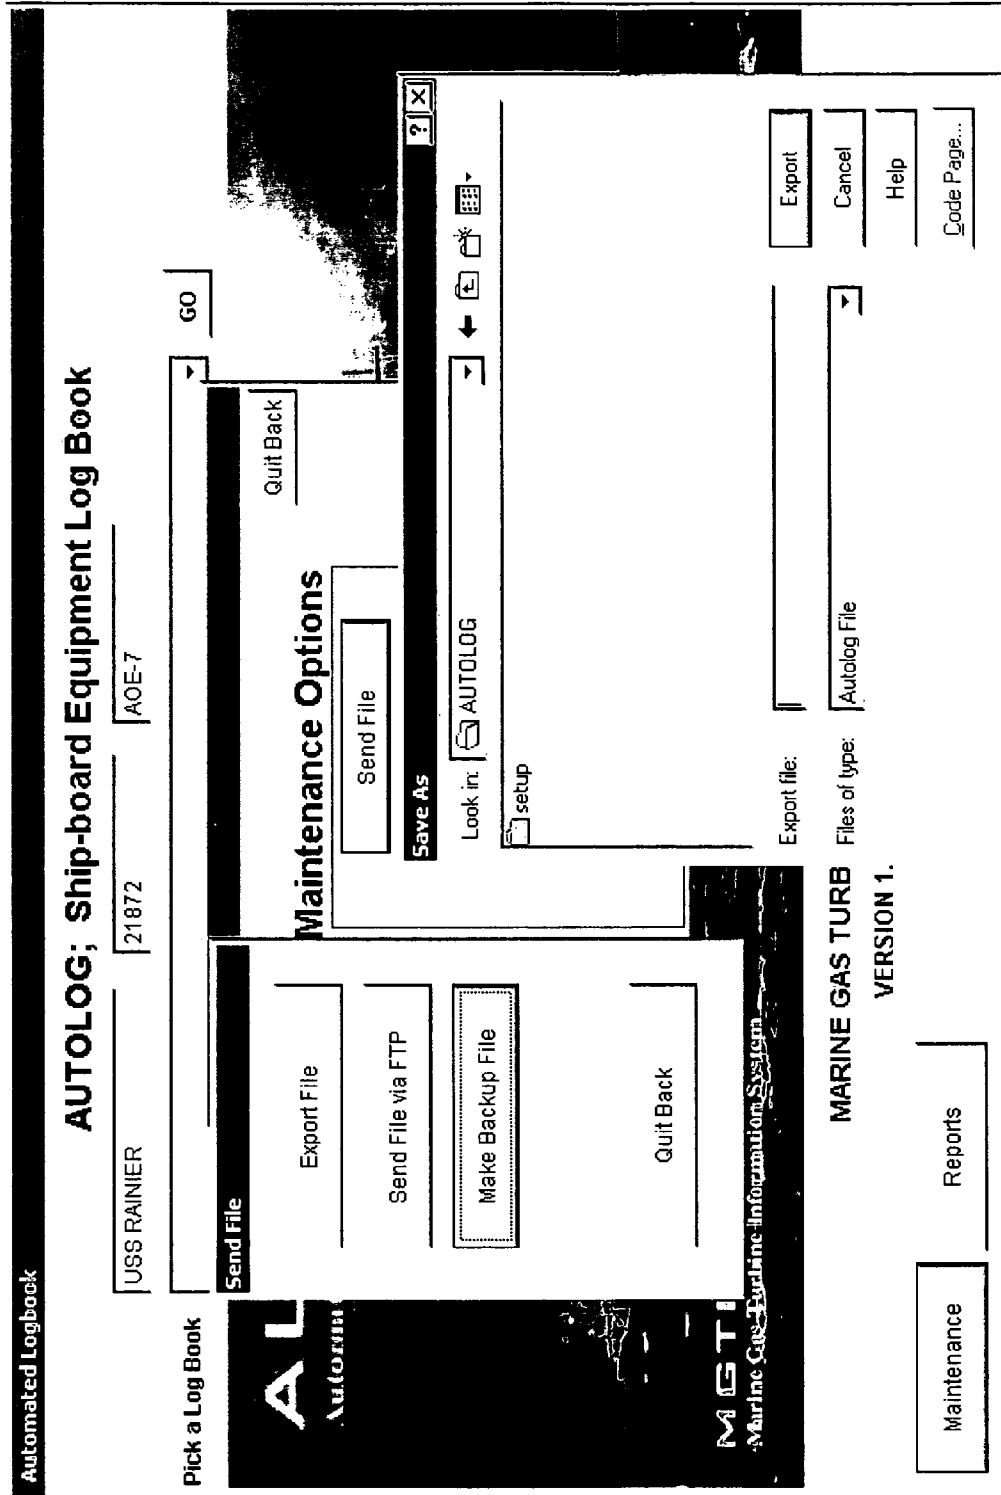 Automated Logbook
AUTOLOG; Ship-board Equipment Log Book
USS RAINIER
21872
AOE-7
Pick a Log Book
GO
Send File
Export File
Send File via FTP
Make Backup File
Quit Back
Maintenance Options
Quit Back
Send File
Save As
Look in:
AUTOLOG
setup
Export file:
Files of type:
Autolog File
Export
Cancel
Help
Code Page...
AL
Autom
MGTI
Marine Gas Turbine Information System
MARINE GAS TURB
VERSION 1.
Maintenance
Reports